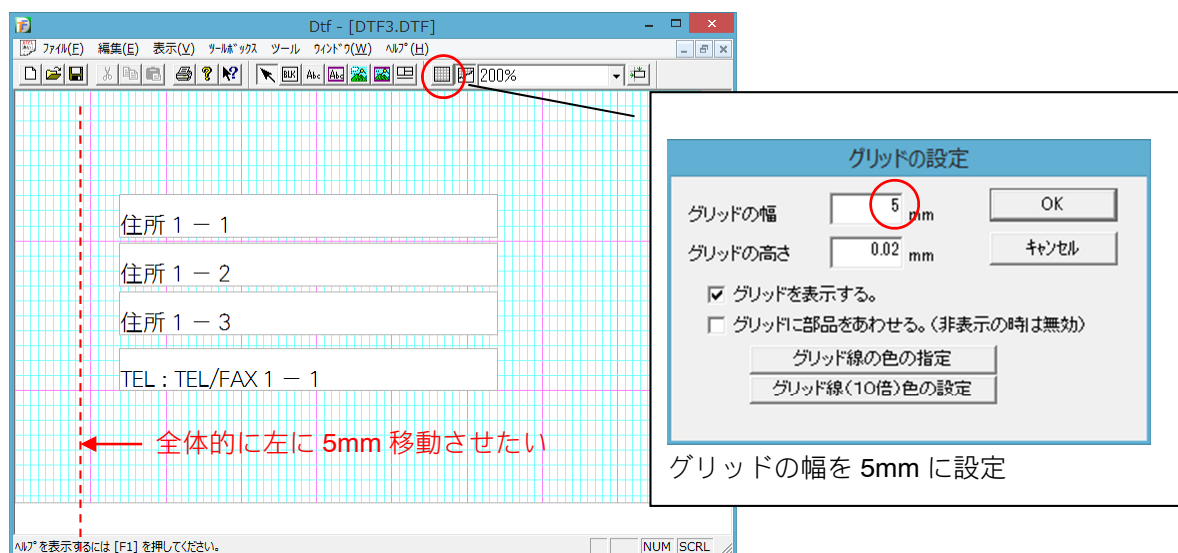 Dtf - [DTF3.DTF]
ﾌｧｲﾙ(F) 編集(E) 表示(V) ﾂｰﾙﾎﾞｯｸｽ ツール ｳｨﾝﾄﾞｳ(W) ﾍﾙﾌﾟ(H)
BLK Abc Abc 200%
住所１－１
住所１－２
住所１－３
TEL : TEL/FAX１－１
全体的に左に 5mm 移動させたい
ﾍﾙﾌﾟを表示するには [F1] を押してください。
NUM SCRL
グリッドの設定
グリッドの幅 5 mm OK
グリッドの高さ 0.02 mm ｷｬﾝｾﾙ
グリッドを表示する。
グリッドに部品をあわせる。（非表示の時は無効）
グリッド線の色の指定
グリッド線（10倍）色の設定
グリッドの幅を 5mm に設定